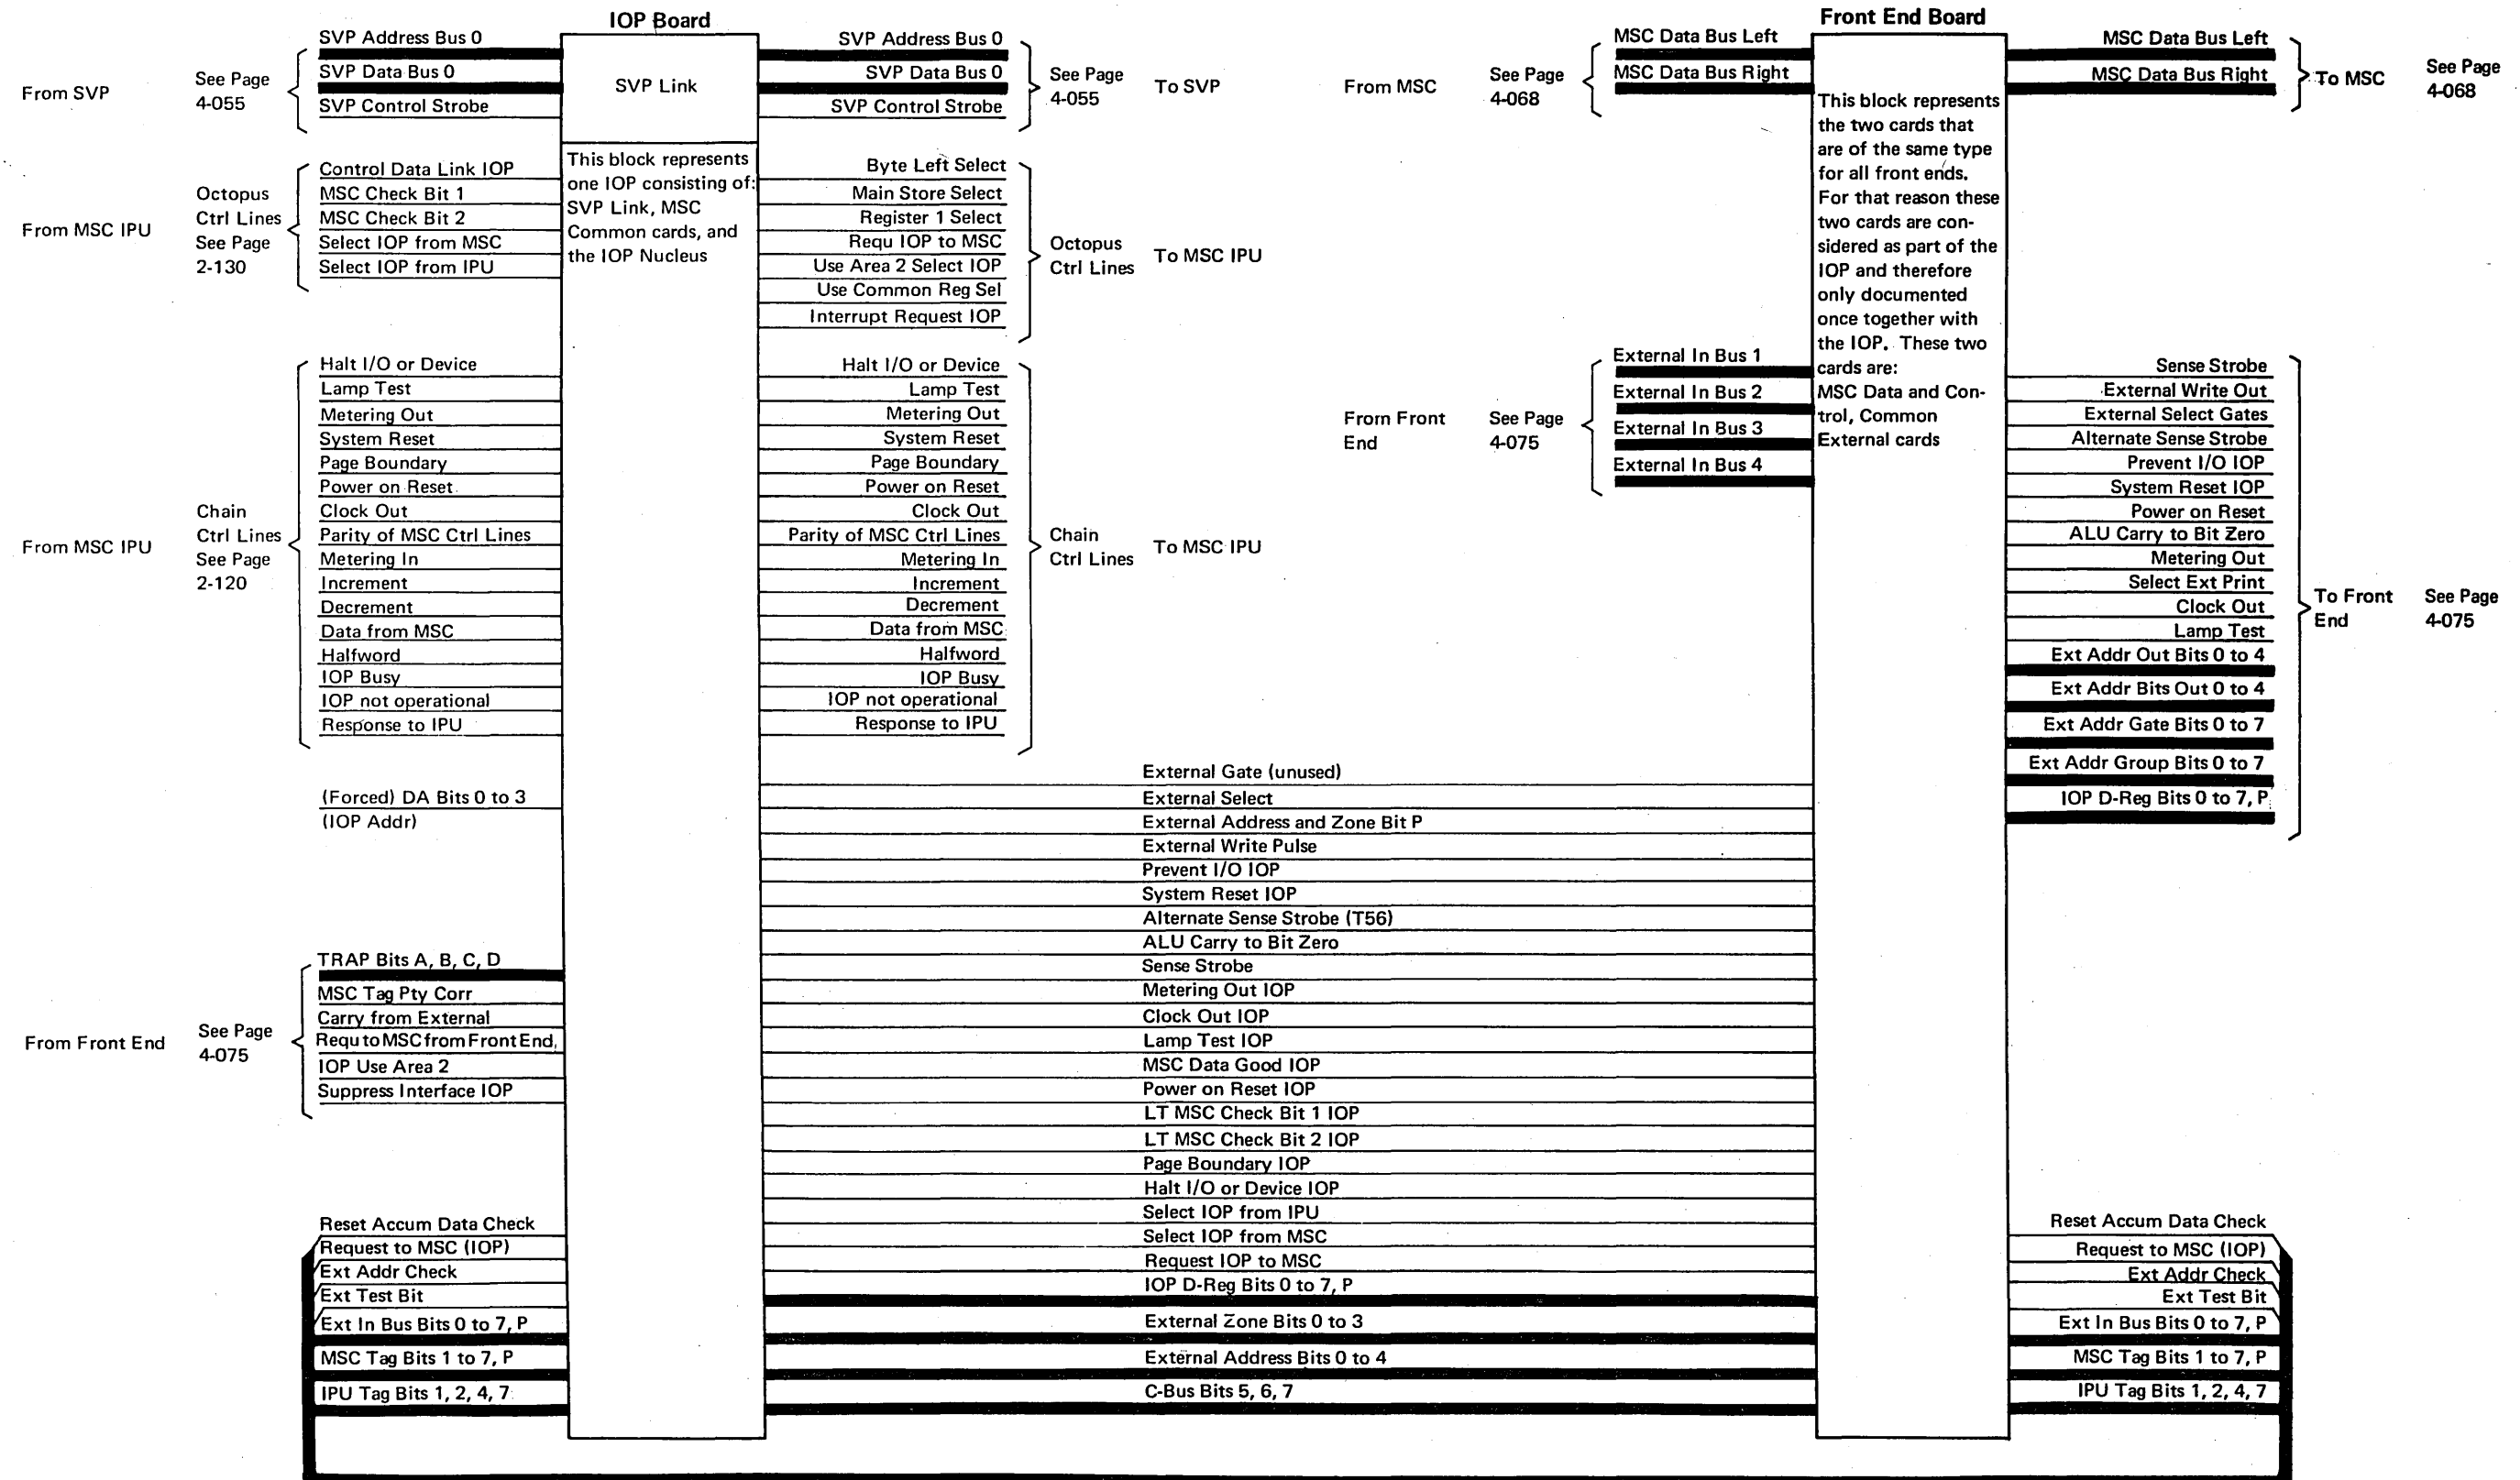 IOP Board
From SVP
See Page
4-055
SVP Address Bus 0
SVP Data Bus 0
SVP Control Strobe
SVP Link
SVP Address Bus 0
SVP Data Bus 0
SVP Control Strobe
See Page
4-055
To SVP
From MSC IPU
Octopus
Ctrl Lines
See Page
2-130
Control Data Link IOP
MSC Check Bit 1
MSC Check Bit 2
Select IOP from MSC
Select IOP from IPU
This block represents
one IOP consisting of:
SVP Link, MSC
Common cards, and
the IOP Nucleus
Byte Left Select
Main Store Select
Register 1 Select
Requ IOP to MSC
Use Area 2 Select IOP
Use Common Reg Sel
Interrupt Request IOP
Octopus
Ctrl Lines
To MSC IPU
From MSC IPU
Chain
Ctrl Lines
See Page
2-120
Halt I/O or Device
Lamp Test
Metering Out
System Reset
Page Boundary
Power on Reset
Clock Out
Parity of MSC Ctrl Lines
Metering In
Increment
Decrement
Data from MSC
Halfword
IOP Busy
IOP not operational
Response to IPU
Halt I/O or Device
Lamp Test
Metering Out
System Reset
Page Boundary
Power on Reset
Clock Out
Parity of MSC Ctrl Lines
Metering In
Increment
Decrement
Data from MSC
Halfword
IOP Busy
IOP not operational
Response to IPU
Chain
Ctrl Lines
To MSC IPU
(Forced) DA Bits 0 to 3
(IOP Addr)
From Front End
See Page
4-075
TRAP Bits A, B, C, D
MSC Tag Pty Corr
Carry from External
Requ to MSC from Front End,
IOP Use Area 2
Suppress Interface IOP
Reset Accum Data Check
Request to MSC (IOP)
Ext Addr Check
Ext Test Bit
Ext In Bus Bits 0 to 7, P
MSC Tag Bits 1 to 7, P
IPU Tag Bits 1, 2, 4, 7
External Gate (unused)
External Select
External Address and Zone Bit P
External Write Pulse
Prevent I/O IOP
System Reset IOP
Alternate Sense Strobe (T56)
ALU Carry to Bit Zero
Sense Strobe
Metering Out IOP
Clock Out IOP
Lamp Test IOP
MSC Data Good IOP
Power on Reset IOP
LT MSC Check Bit 1 IOP
LT MSC Check Bit 2 IOP
Page Boundary IOP
Halt I/O or Device IOP
Select IOP from IPU
Select IOP from MSC
Request IOP to MSC
IOP D-Reg Bits 0 to 7, P
External Zone Bits 0 to 3
External Address Bits 0 to 4
C-Bus Bits 5, 6, 7
Front End Board
From MSC
See Page
4-068
MSC Data Bus Left
MSC Data Bus Right
This block represents
the two cards that
are of the same type
for all front ends.
For that reason these
two cards are con-
sidered as part of the
IOP and therefore
only documented
once together with
the IOP. These two
cards are:
MSC Data and Con-
trol, Common
External cards
MSC Data Bus Left
MSC Data Bus Right
To MSC
See Page
4-068
From Front
End
See Page
4-075
External In Bus 1
External In Bus 2
External In Bus 3
External In Bus 4
Sense Strobe
External Write Out
External Select Gates
Alternate Sense Strobe
Prevent I/O IOP
System Reset IOP
Power on Reset
ALU Carry to Bit Zero
Metering Out
Select Ext Print
Clock Out
Lamp Test
Ext Addr Out Bits 0 to 4
Ext Addr Bits Out 0 to 4
Ext Addr Gate Bits 0 to 7
Ext Addr Group Bits 0 to 7
IOP D-Reg Bits 0 to 7, P
To Front
End
See Page
4-075
Reset Accum Data Check
Request to MSC (IOP)
Ext Addr Check
Ext Test Bit
Ext In Bus Bits 0 to 7, P
MSC Tag Bits 1 to 7, P
IPU Tag Bits 1, 2, 4, 7